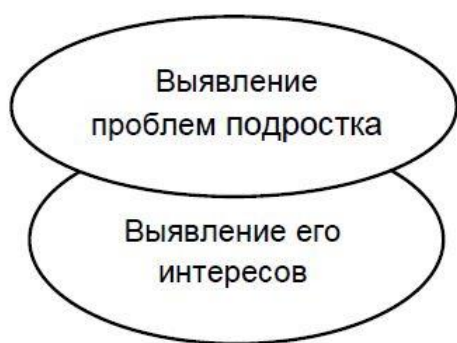 Выявление
проблем подростка
Выявление его
интересов